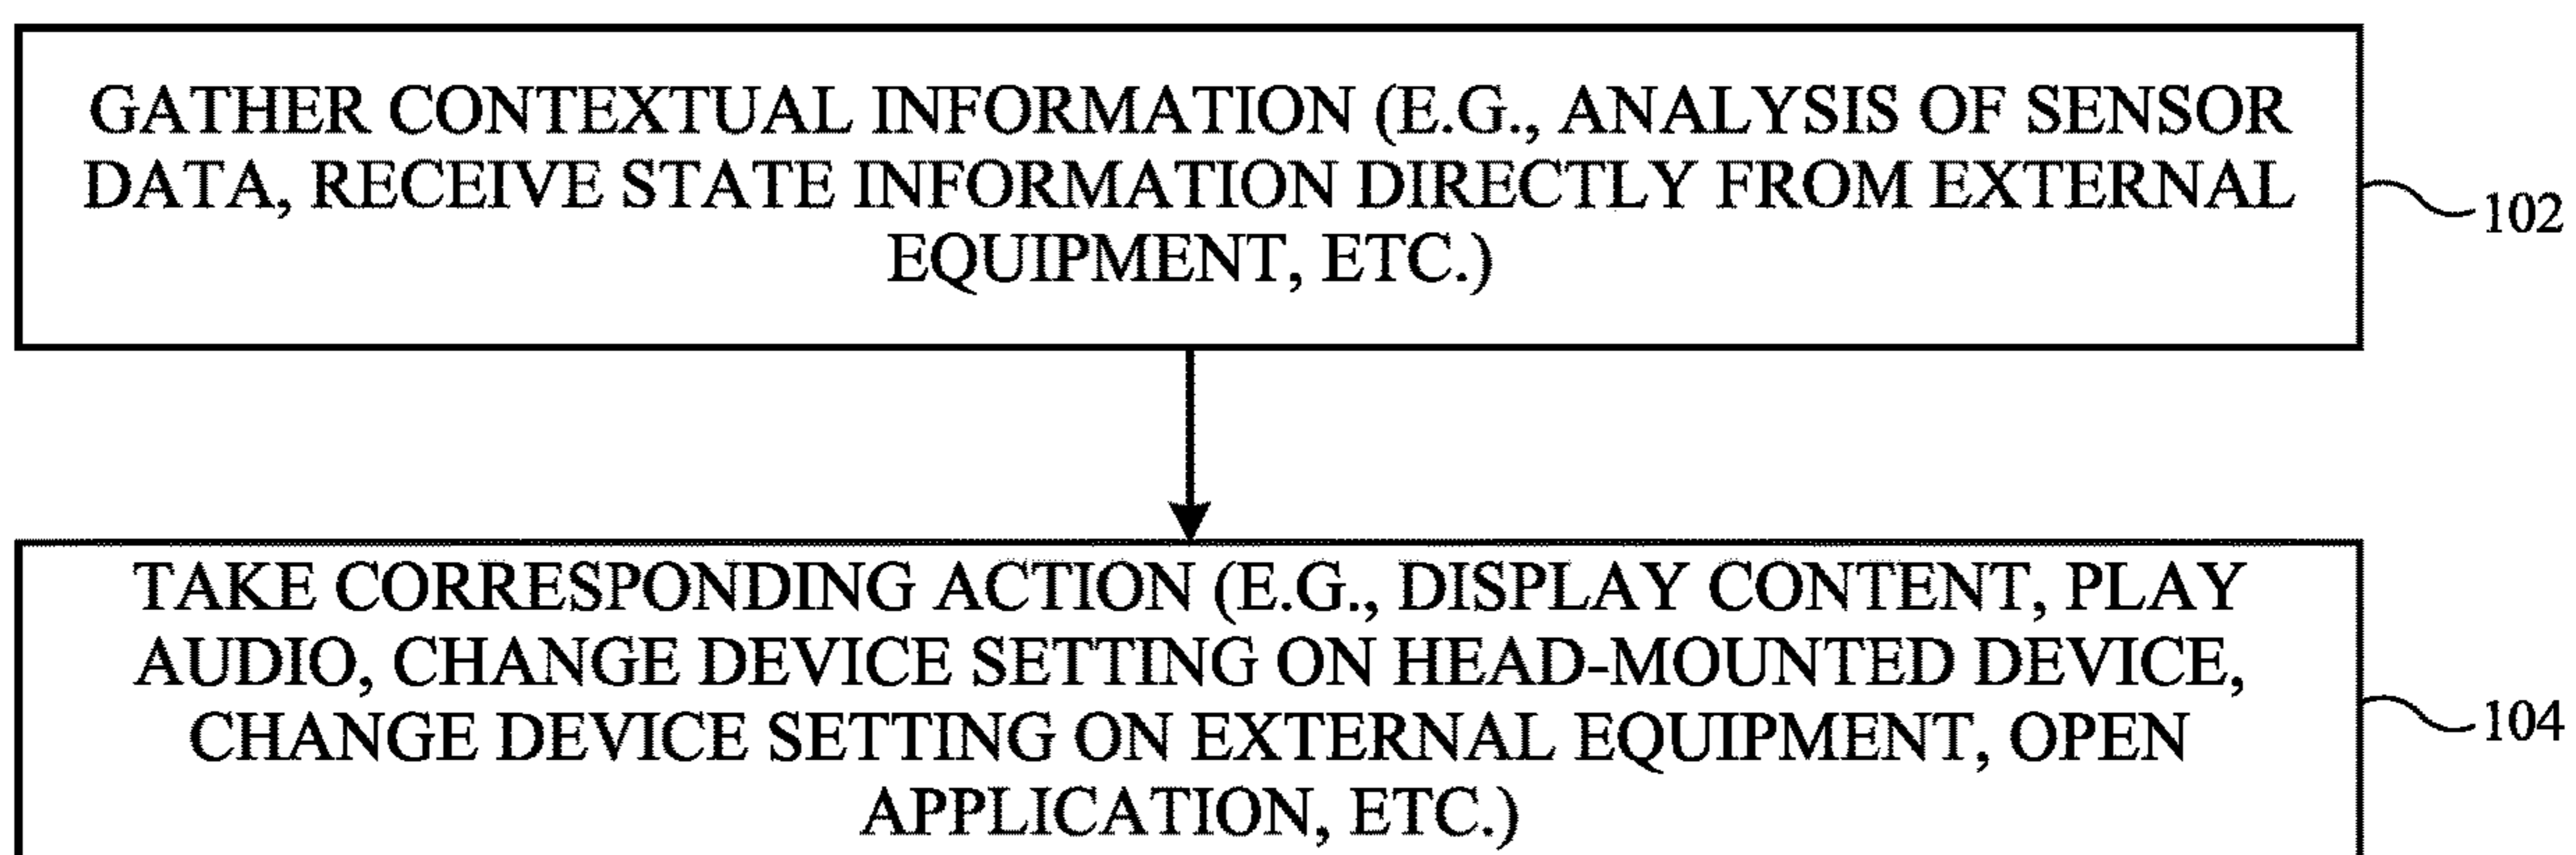 GATHER CONTEXTUAL INFORMATION (E.G., ANALYSIS OF SENSOR
DATA, RECEIVE STATE INFORMATION DIRECTLY FROM EXTERNAL
EQUIPMENT, ETC.)
102
TAKE CORRESPONDING ACTION (E.G., DISPLAY CONTENT, PLAY
AUDIO, CHANGE DEVICE SETTING ON HEAD-MOUNTED DEVICE,
CHANGE DEVICE SETTING ON EXTERNAL EQUIPMENT, OPEN
APPLICATION, ETC.)
104